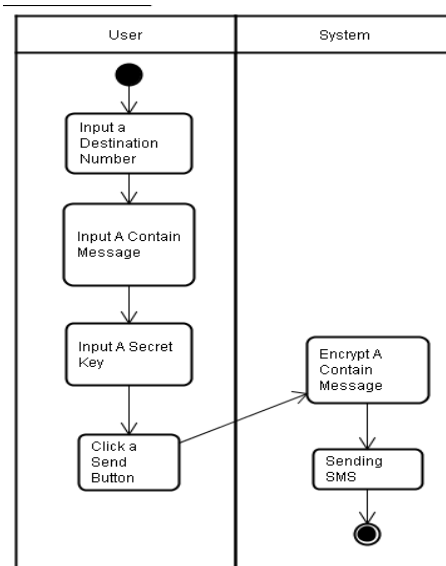 User
System
Input a
Destination
Number
Input A Contain
Message
Input A Secret
Key
Click a
Send
Button
Encrypt A
Contain
Message
Sending
SMS